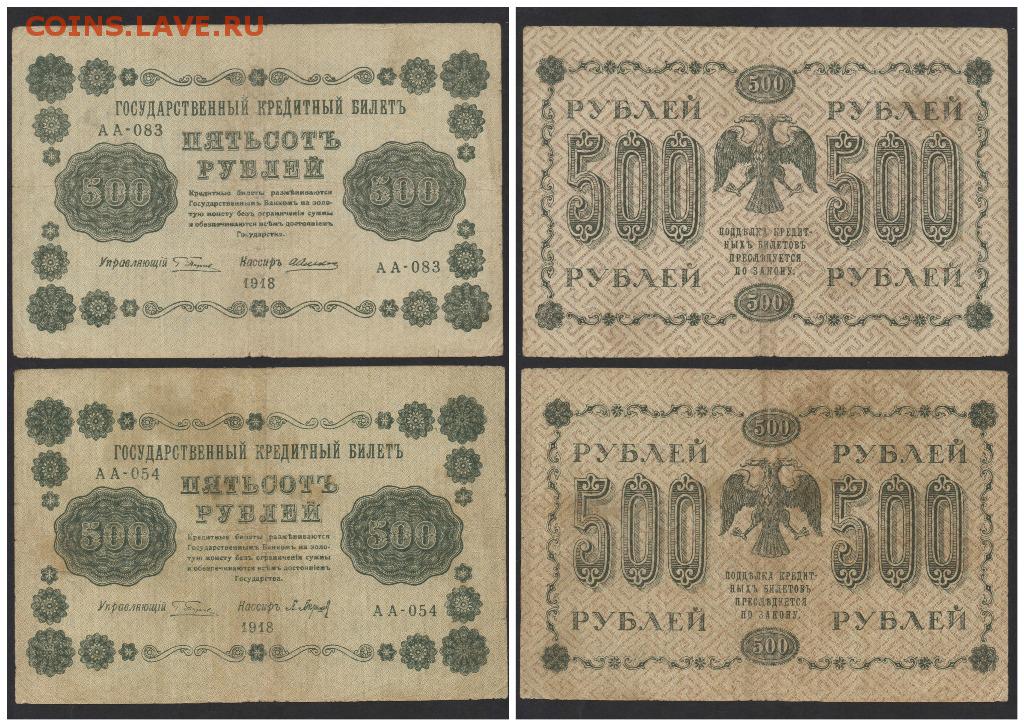 COINS.LAVE.RU
ГОСУДАРСТВЕННЫЙ КРЕДИТНЫЙ БИЛЕТЪ
АА-083
ПЯТЬСОТЪ
РУБЛЕЙ
500
500
Кредитные билеты размѣниваются
Государственнымъ Банкомъ на золо-
тую монету безъ ограниченія суммы
и обезпечиваются всѣмъ достояніемъ
Государства.
Управляющій
Кассиръ
АА-083
1918
500
РУБЛЕЙ РУБЛЕЙ
500 500
ПОДДѢЛКА КРЕДИТ-
НЫХЪ БИЛЕТОВЪ
ПРЕСЛѢДУЕТСЯ
ПО ЗАКОНУ.
РУБЛЕЙ РУБЛЕЙ
500
ГОСУДАРСТВЕННЫЙ КРЕДИТНЫЙ БИЛЕТЪ
АА-054
ПЯТЬСОТЪ
РУБЛЕЙ
500
500
Кредитные билеты размѣниваются
Государственнымъ Банкомъ на золо-
тую монету безъ ограниченія суммы
и обезпечиваются всѣмъ достояніемъ
Государства.
Управляющій
Кассиръ
АА-054
1918
500
РУБЛЕЙ РУБЛЕЙ
500 500
ПОДДѢЛКА КРЕДИТ-
НЫХЪ БИЛЕТОВЪ
ПРЕСЛѢДУЕТСЯ
ПО ЗАКОНУ.
РУБЛЕЙ РУБЛЕЙ
500